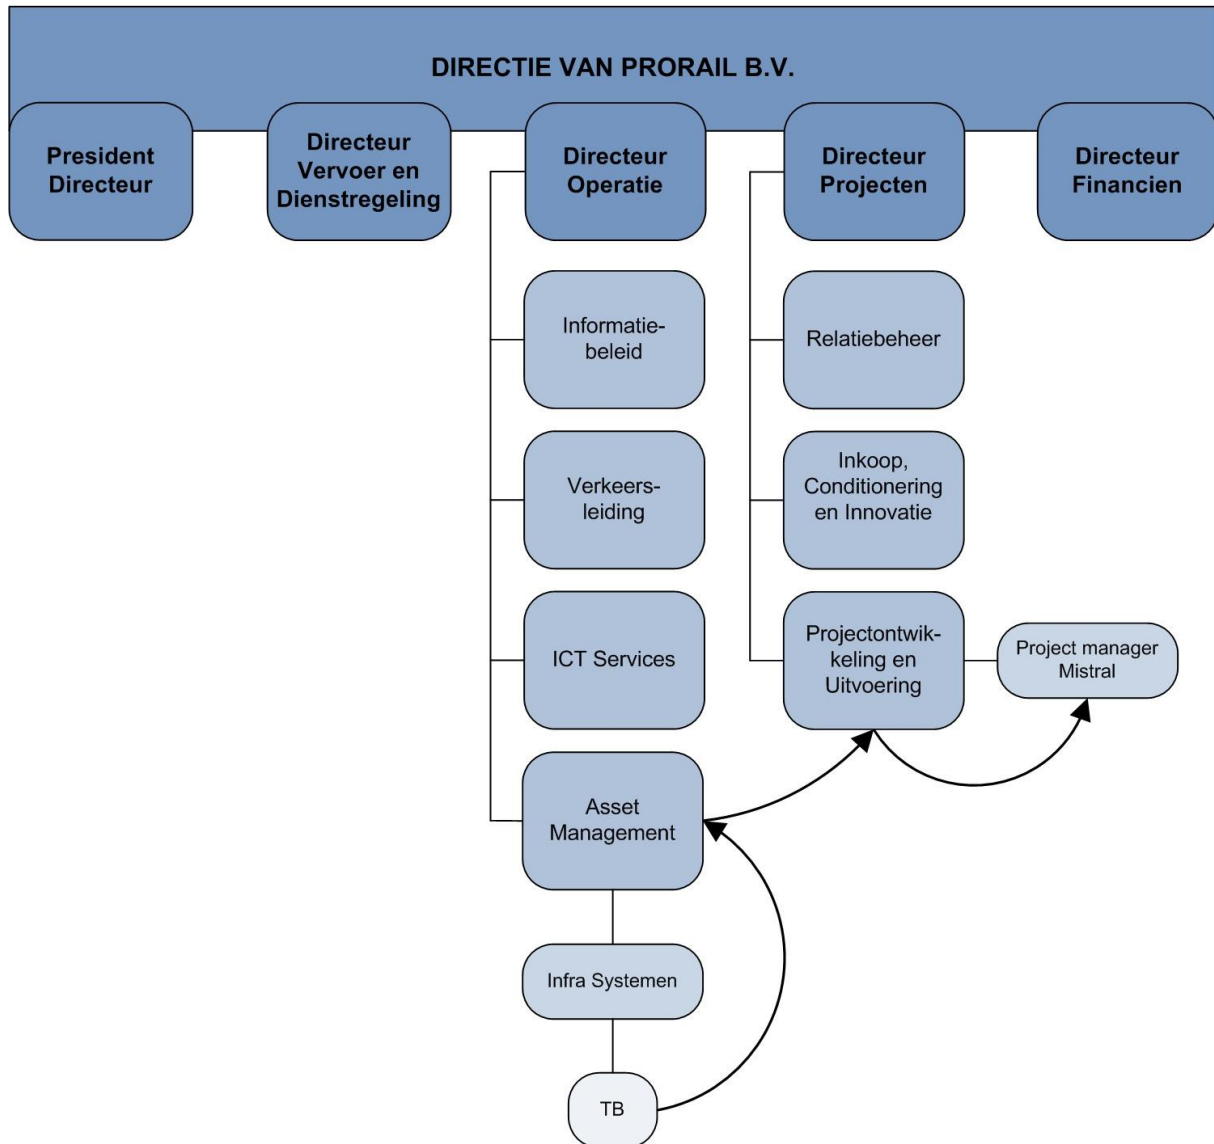 DIRECTIE VAN PRORAIL B.V.
President
Directeur
Directeur
Vervoer en
Dienstregeling
Directeur
Operatie
Directeur
Projecten
Directeur
Financien
Informatie-
beleid
Relatiebeheer
Verkeers-
leiding
Inkoop,
Conditionering
en Innovatie
ICT Services
Projectontwik-
keling en
Uitvoering
Project manager
Mistral
Asset
Management
Infra Systemen
TB